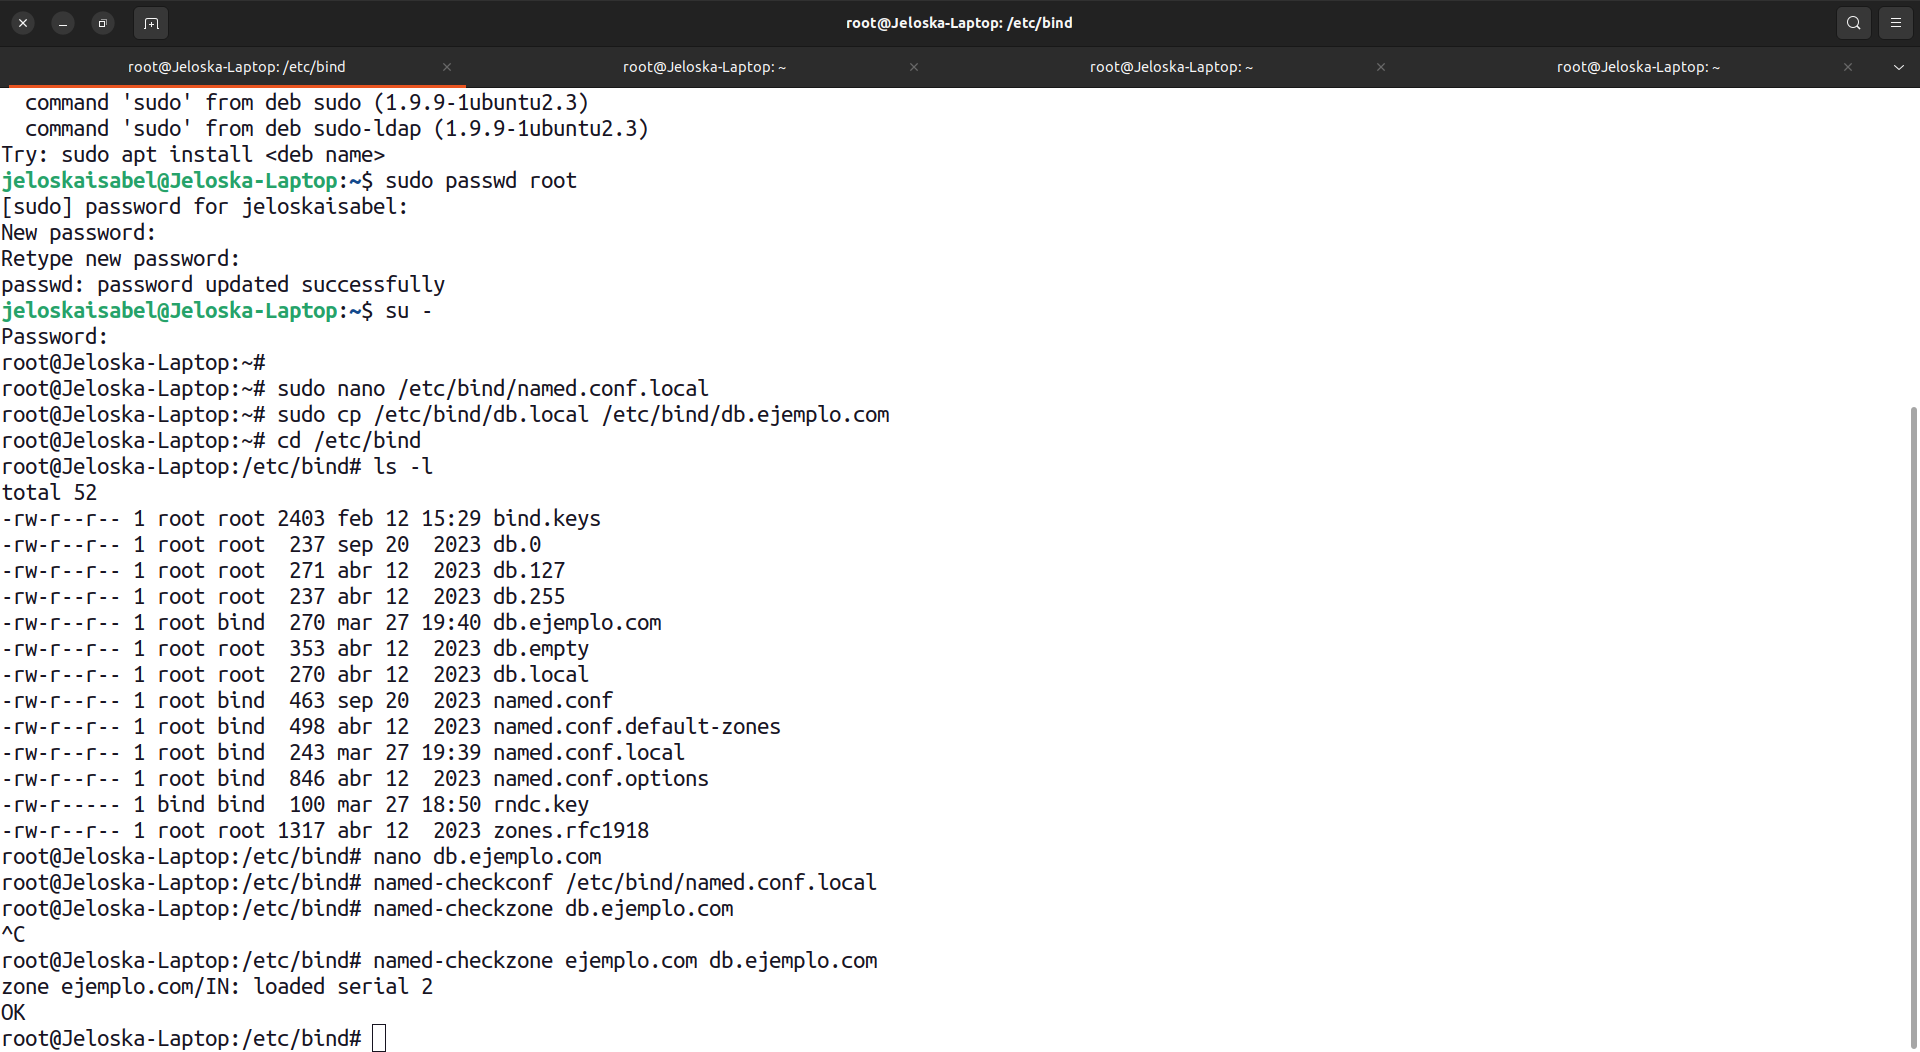 root@Jeloska-Laptop: /etc/bind
root@Jeloska-Laptop: /etc/bind
root@Jeloska-Laptop: ~
root@Jeloska-Laptop: ~
root@Jeloska-Laptop: ~
  command 'sudo' from deb sudo (1.9.9-1ubuntu2.3)
  command 'sudo' from deb sudo-ldap (1.9.9-1ubuntu2.3)
Try: sudo apt install <deb name>
jeloskaisabel@Jeloska-Laptop:~$ sudo passwd root
[sudo] password for jeloskaisabel:
New password:
Retype new password:
passwd: password updated successfully
jeloskaisabel@Jeloska-Laptop:~$ su -
Password:
root@Jeloska-Laptop:~#
root@Jeloska-Laptop:~# sudo nano /etc/bind/named.conf.local
root@Jeloska-Laptop:~# sudo cp /etc/bind/db.local /etc/bind/db.ejemplo.com
root@Jeloska-Laptop:~# cd /etc/bind
root@Jeloska-Laptop:/etc/bind# ls -l
total 52
-rw-r--r-- 1 root root 2403 feb 12 15:29 bind.keys
-rw-r--r-- 1 root root  237 sep 20  2023 db.0
-rw-r--r-- 1 root root  271 abr 12  2023 db.127
-rw-r--r-- 1 root root  237 abr 12  2023 db.255
-rw-r--r-- 1 root bind  270 mar 27 19:40 db.ejemplo.com
-rw-r--r-- 1 root root  353 abr 12  2023 db.empty
-rw-r--r-- 1 root root  270 abr 12  2023 db.local
-rw-r--r-- 1 root bind  463 sep 20  2023 named.conf
-rw-r--r-- 1 root bind  498 abr 12  2023 named.conf.default-zones
-rw-r--r-- 1 root bind  243 mar 27 19:39 named.conf.local
-rw-r--r-- 1 root bind  846 abr 12  2023 named.conf.options
-rw-r----- 1 bind bind  100 mar 27 18:50 rndc.key
-rw-r--r-- 1 root root 1317 abr 12  2023 zones.rfc1918
root@Jeloska-Laptop:/etc/bind# nano db.ejemplo.com
root@Jeloska-Laptop:/etc/bind# named-checkconf /etc/bind/named.conf.local
root@Jeloska-Laptop:/etc/bind# named-checkzone db.ejemplo.com
^C
root@Jeloska-Laptop:/etc/bind# named-checkzone ejemplo.com db.ejemplo.com
zone ejemplo.com/IN: loaded serial 2
OK
root@Jeloska-Laptop:/etc/bind#